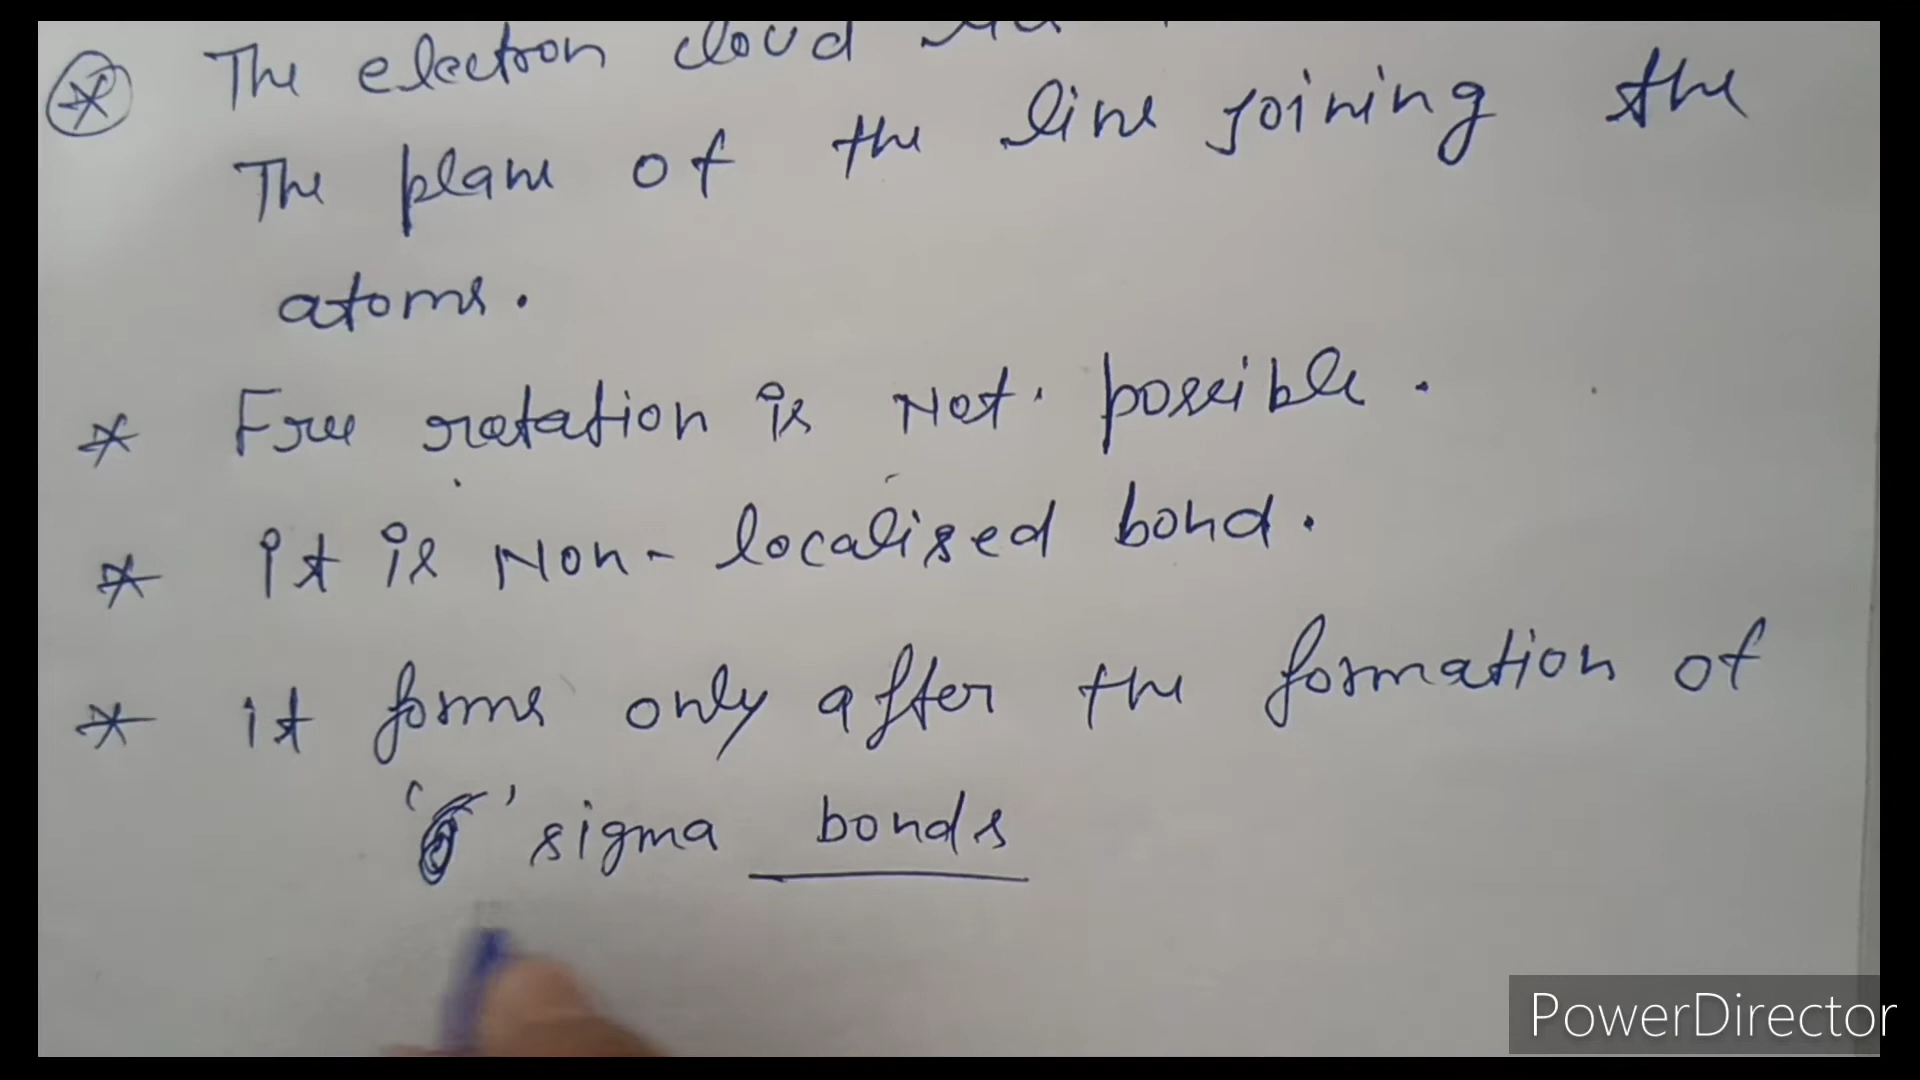 The electron cloud
The plane of the line joining the
atoms.
* Free rotation is Not possible.
* it is Non-localised bond.
* it forms only after the formation of
'σ' sigma bonds
PowerDirector